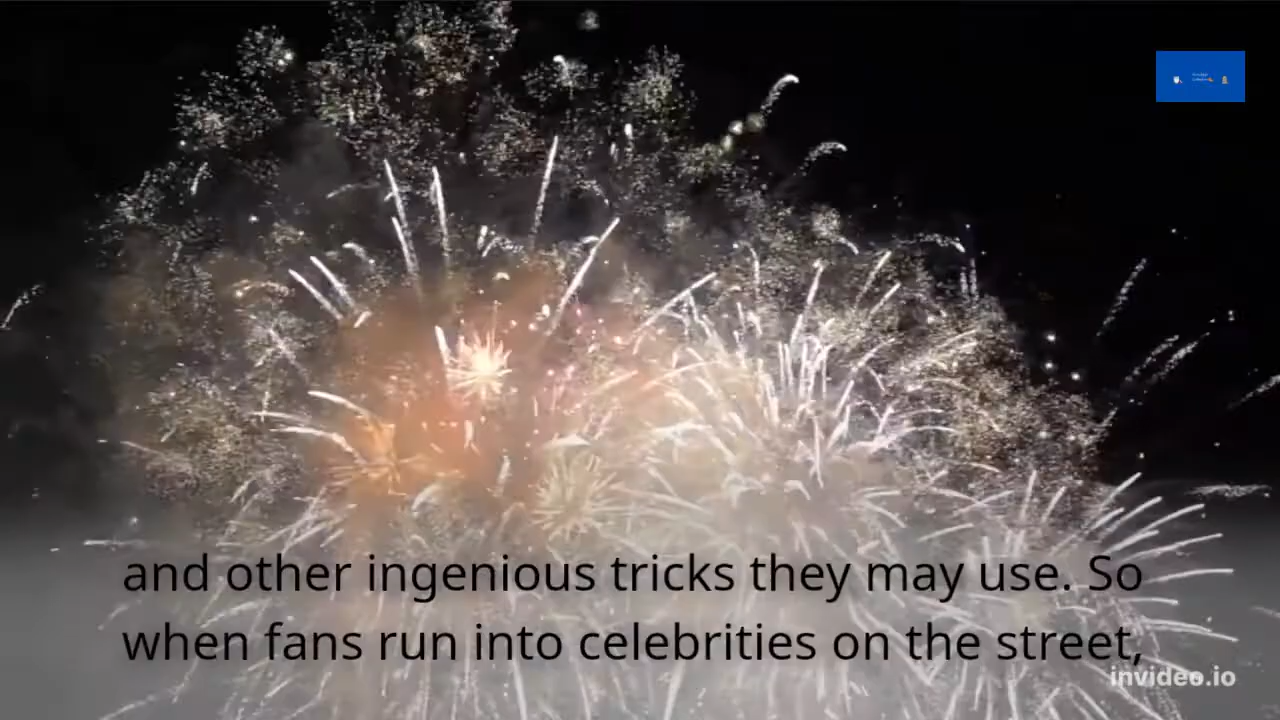 and other ingenious tricks they may use. So
when fans run into celebrities on the street,
invideo.io